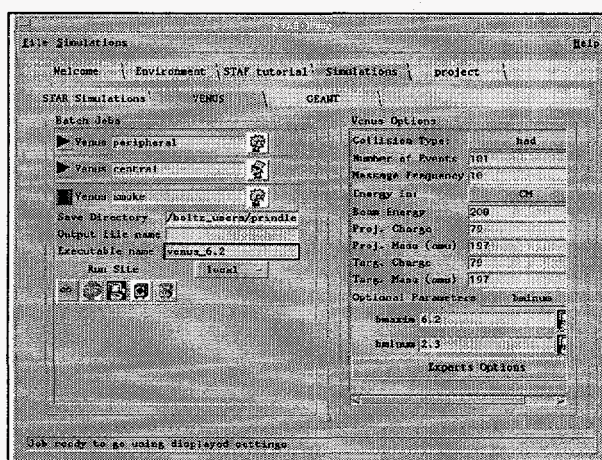 File Simulations Help
Welcome Environment STAF tutorial Simulations project
STAR Simulations VENUS GEANT
Batch Jobs
Venus peripheral
Venus central
Venus smoke
Save Directory /boltz_users/prindle
Output file name
Executable name venus_6.2
Run Site local
Venus Options
Collision Type: had
Number of Events 101
Message Frequency 10
Energy in: CM
Beam Energy 200
Proj. Charge 79
Proj. Mass (amu) 197
Targ. Charge 79
Targ. Mass (amu) 197
Optional Parameters bminum
bmaxim 6.2
bminum 2.3
Experts Options
Job ready to go using displayed settings